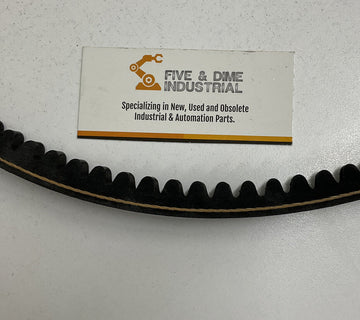 FIVE & DIME
INDUSTRIAL
Specializing in New, Used and Obsolete
Industrial & Automation Parts.